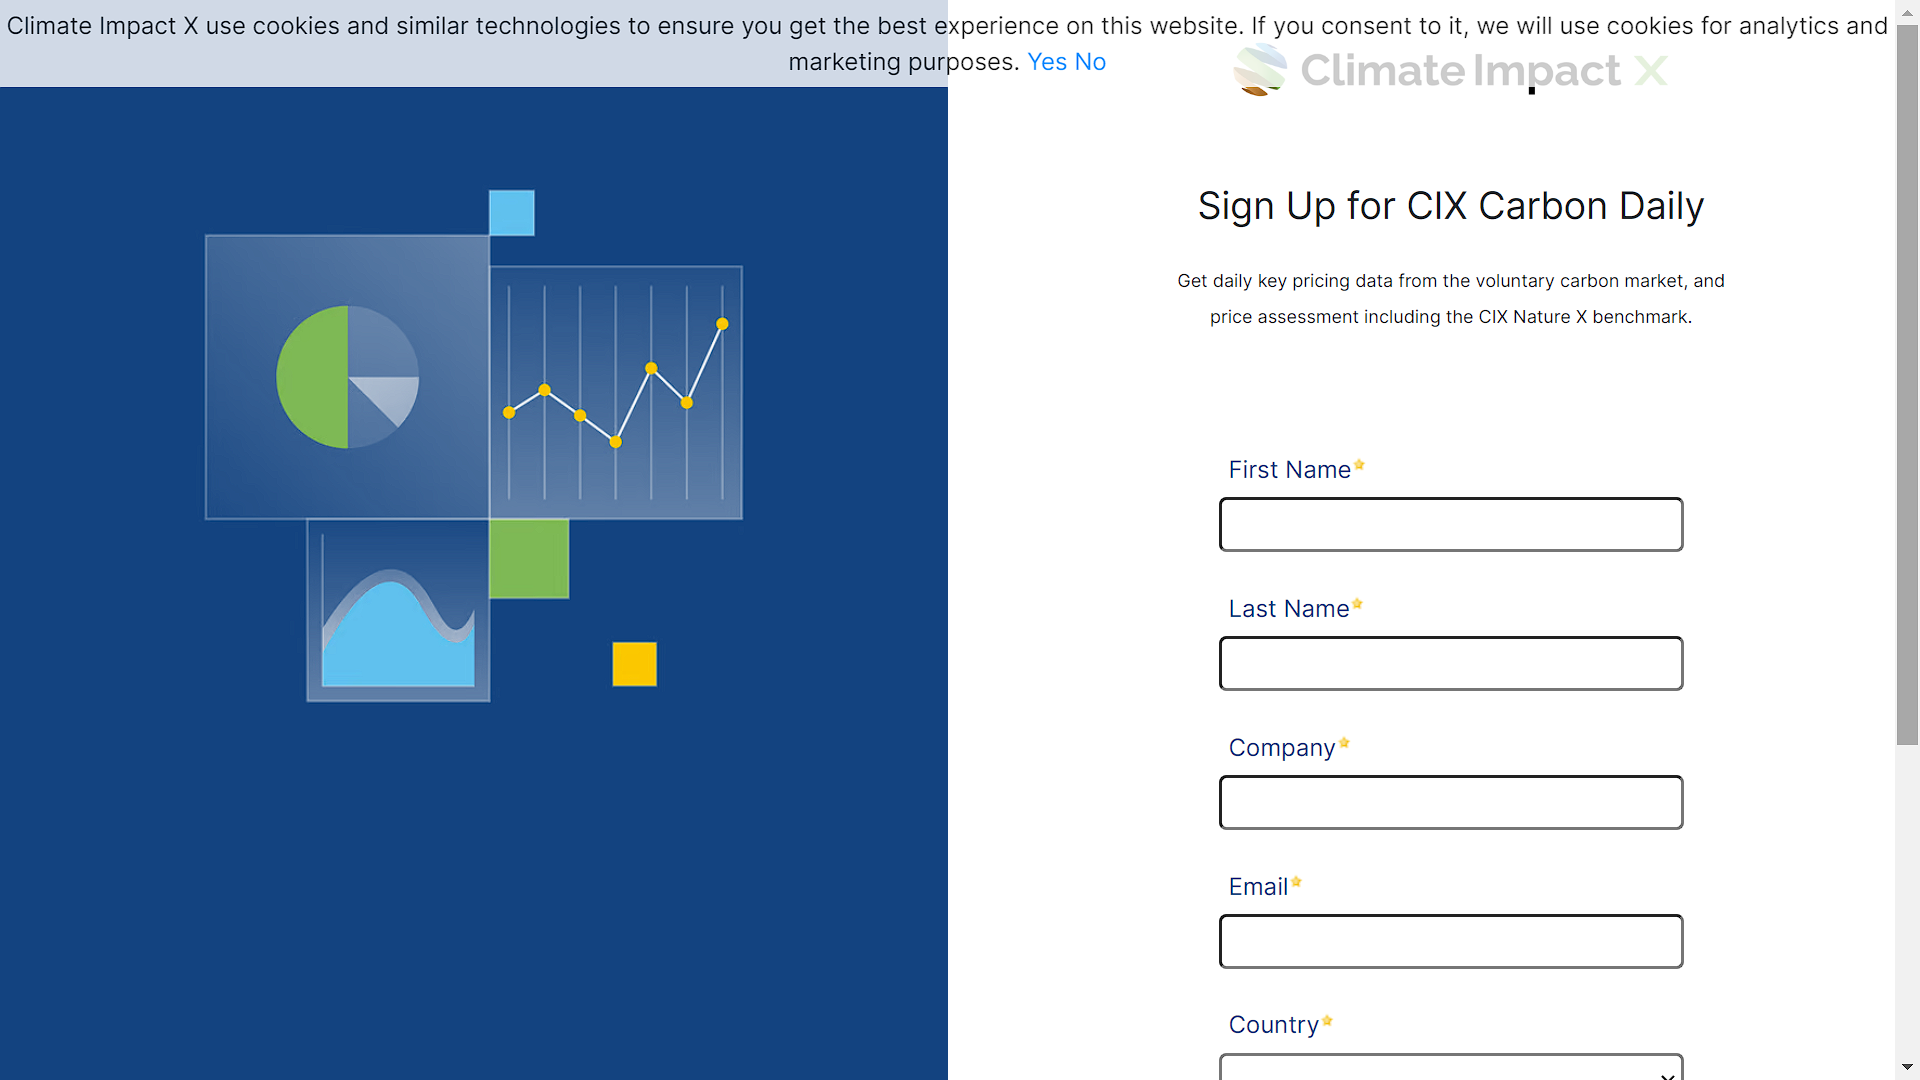 Climate Impact X use cookies and similar technologies to ensure you get the best experience on this website. If you consent to it, we will use cookies for analytics and
marketing purposes. Yes No
Climate Impact X
Sign Up for CIX Carbon Daily
Get daily key pricing data from the voluntary carbon market, and
price assessment including the CIX Nature X benchmark.
First Name
Last Name
Company
Email
Country